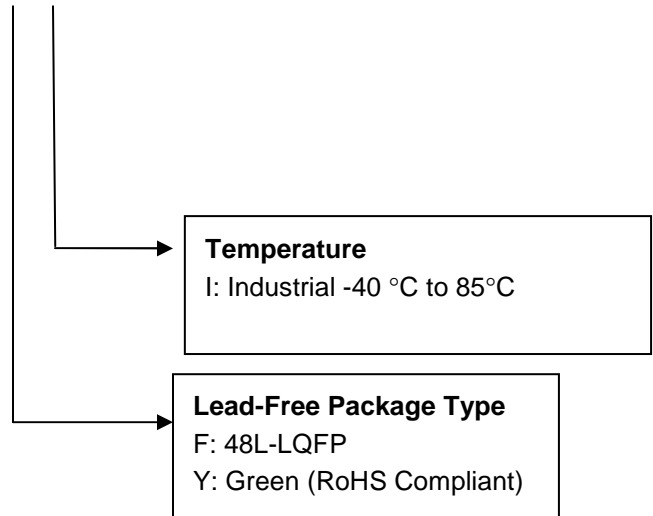 Temperature
I: Industrial -40 °C to 85°C
Lead-Free Package Type
F: 48L-LQFP
Y: Green (RoHS Compliant)